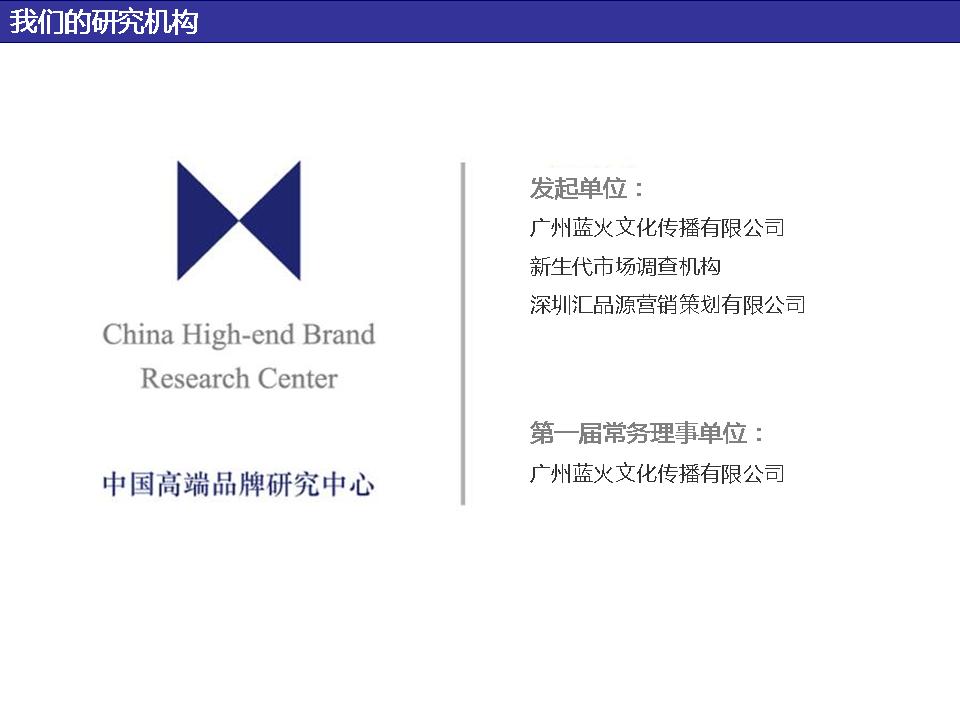 我们的研究机构
China High-end Brand
Research Center
中国高端品牌研究中心
发起单位：
广州蓝火文化传播有限公司
新生代市场调查机构
深圳汇品源营销策划有限公司
第一届常务理事单位：
广州蓝火文化传播有限公司